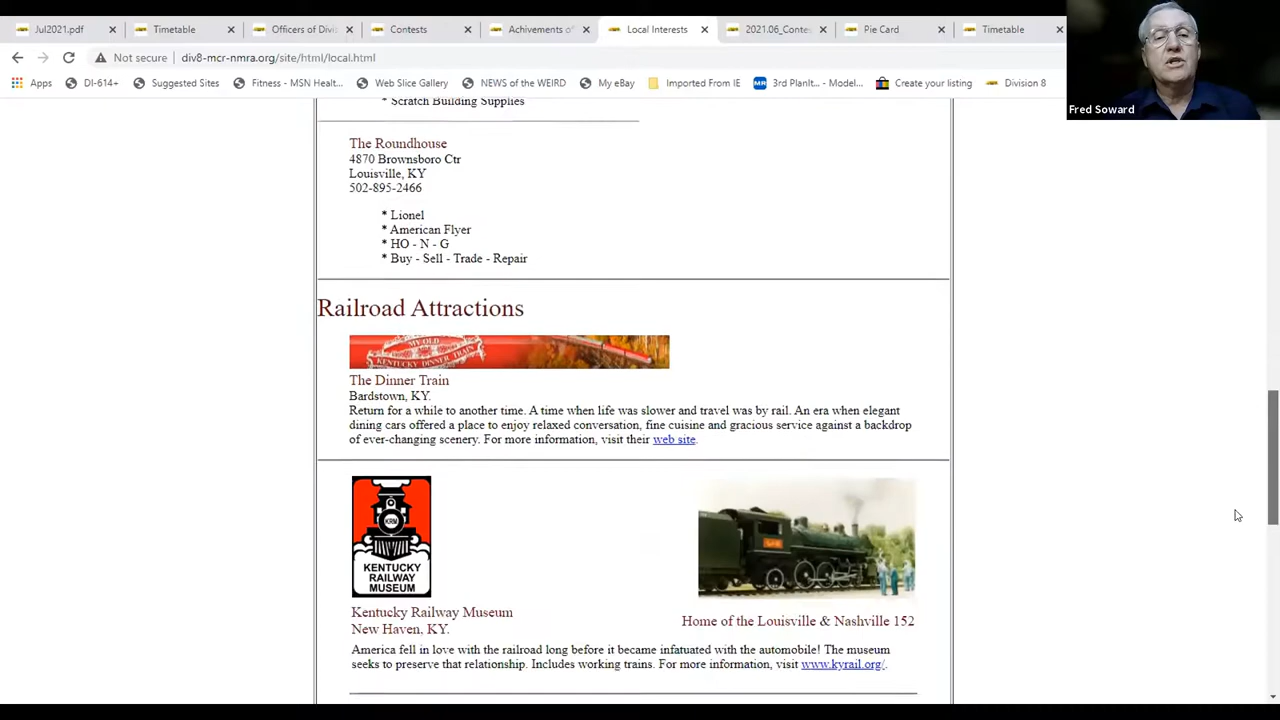 Jul2021.pdf
Timetable
Officers of Divis
Contests
Achivements of
Local Interests
2021.06_Contes
Pie Card
Timetable
Not secure
div8-mcr-nmra.org/site/html/local.html
Apps
DI-614+
Suggested Sites
Fitness - MSN Healt...
Web Slice Gallery
NEWS of the WEIRD
My eBay
Imported From IE
MR
3rd PlanIt... - Model...
Create your listing
Division 8
Fred Soward
* Scratch Building Supplies
The Roundhouse
4870 Brownsboro Ctr
Louisville, KY
502-895-2466
* Lionel
* American Flyer
* HO - N - G
* Buy - Sell - Trade - Repair
Railroad Attractions
MY OLD
KENTUCKY DINNER TRAIN
The Dinner Train
Bardstown, KY.
Return for a while to another time. A time when life was slower and travel was by rail. An era when elegant
dining cars offered a place to enjoy relaxed conversation, fine cuisine and gracious service against a backdrop
of ever-changing scenery. For more information, visit their web site.
KRM
KENTUCKY
RAILWAY
MUSEUM
Kentucky Railway Museum
New Haven, KY.
Home of the Louisville & Nashville 152
America fell in love with the railroad long before it became infatuated with the automobile! The museum
seeks to preserve that relationship. Includes working trains. For more information, visit www.kyrail.org/.